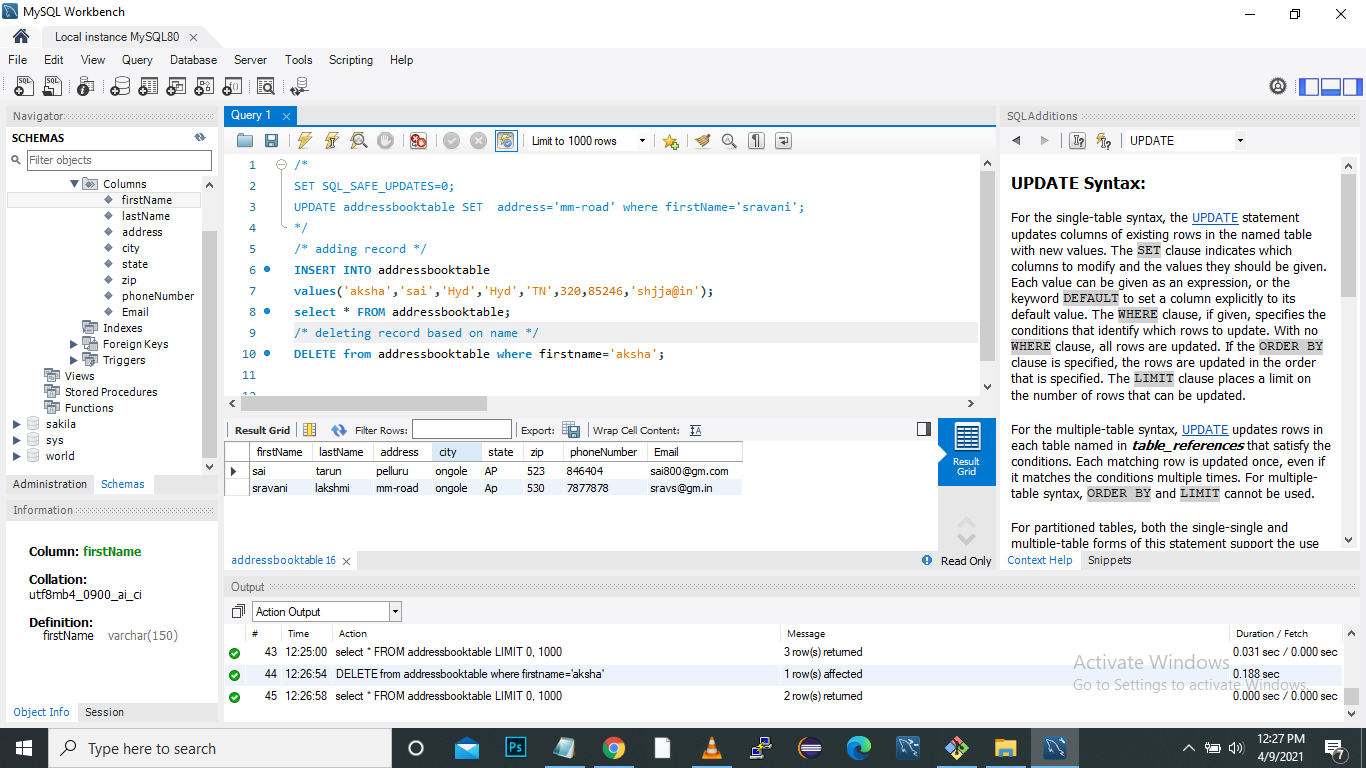 MySQL Workbench
Local instance MySQL80
File Edit View Query Database Server Tools Scripting Help
Navigator
SCHEMAS
Filter objects
Columns
firstName
lastName
address
city
state
zip
phoneNumber
Email
Indexes
Foreign Keys
Triggers
Views
Stored Procedures
Functions
sakila
sys
world
Administration Schemas
Information
Column: firstName
Collation:
utf8mb4_0900_ai_ci
Definition:
firstName varchar(150)
Object Info Session
Query 1
Limit to 1000 rows
1 /*
2 SET SQL_SAFE_UPDATES=0;
3 UPDATE addressbooktable SET  address='mm-road' where firstName='sravani';
4 */
5 /* adding record */
6 INSERT INTO addressbooktable
7 values('aksha','sai','Hyd','Hyd','TN',320,85246,'shjja@in');
8 select * FROM addressbooktable;
9 /* deleting record based on name */
10 DELETE from addressbooktable where firstname='aksha';
11
Result Grid Filter Rows: Export: Wrap Cell Content:
firstName lastName address city state zip phoneNumber Email
sai tarun pelluru ongole AP 523 846404 sai800@gm.com
sravani lakshmi mm-road ongole Ap 530 7877878 sravs@gm.in
Result
Grid
addressbooktable 16
Read Only
SQLAdditions
UPDATE
UPDATE Syntax:
For the single-table syntax, the UPDATE statement
updates columns of existing rows in the named table
with new values. The SET clause indicates which
columns to modify and the values they should be given.
Each value can be given as an expression, or the
keyword DEFAULT to set a column explicitly to its
default value. The WHERE clause, if given, specifies the
conditions that identify which rows to update. With no
WHERE clause, all rows are updated. If the ORDER BY
clause is specified, the rows are updated in the order
that is specified. The LIMIT clause places a limit on
the number of rows that can be updated.
For the multiple-table syntax, UPDATE updates rows in
each table named in table_references that satisfy the
conditions. Each matching row is updated once, even if
it matches the conditions multiple times. For multiple-
table syntax, ORDER BY and LIMIT cannot be used.
For partitioned tables, both the single-single and
multiple-table forms of this statement support the use
Context Help Snippets
Output
Action Output
# Time Action Message Duration / Fetch
43 12:25:00 select * FROM addressbooktable LIMIT 0, 1000 3 row(s) returned 0.031 sec / 0.000 sec
44 12:26:54 DELETE from addressbooktable where firstname='aksha' 1 row(s) affected 0.188 sec
45 12:26:58 select * FROM addressbooktable LIMIT 0, 1000 2 row(s) returned 0.000 sec / 0.000 sec
Activate Windows
Go to Settings to activate Windows.
Type here to search
Ps
12:27 PM
4/9/2021
7